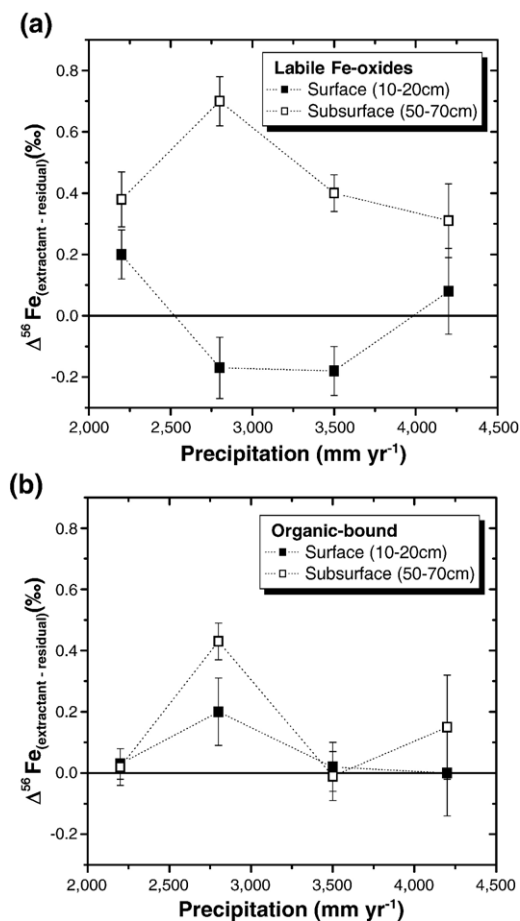 (a)
Labile Fe-oxides
Surface (10-20cm)
Subsurface (50-70cm)
0.8
0.6
0.4
0.2
0.0
-0.2
Δ⁵⁶Fe(extractant - residual)(‰)
2,000 2,500 3,000 3,500 4,000 4,500
Precipitation (mm yr⁻¹)
(b)
Organic-bound
Surface (10-20cm)
Subsurface (50-70cm)
0.8
0.6
0.4
0.2
0.0
-0.2
Δ⁵⁶Fe(extractant - residual)(‰)
2,000 2,500 3,000 3,500 4,000 4,500
Precipitation (mm yr⁻¹)